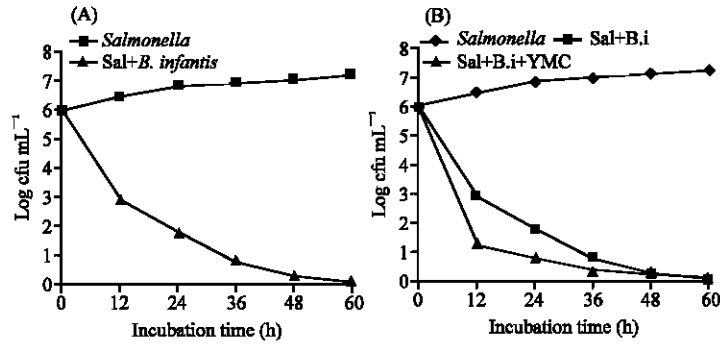 (A)
Salmonella
Sal+B. infantis
8
7
6
5
4
3
2
1
0
Log cfu mL⁻¹
0 12 24 36 48 60
Incubation time (h)
(B)
Salmonella Sal+B.i
Sal+B.i+YMC
8
7
6
5
4
3
2
1
0
Log cfu mL⁻¹
0 12 24 36 48 60
Incubation time (h)